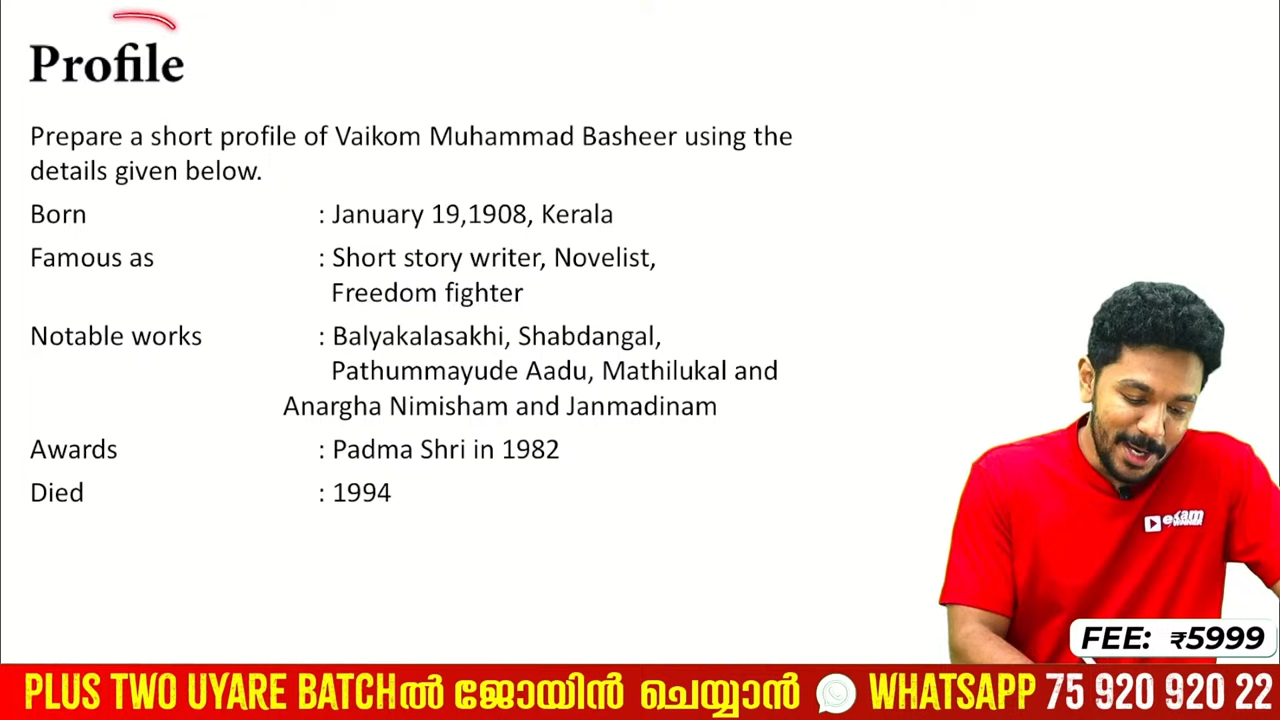 Profile
Prepare a short profile of Vaikom Muhammad Basheer using the
details given below.
Born : January 19,1908, Kerala
Famous as : Short story writer, Novelist,
Freedom fighter
Notable works : Balyakalasakhi, Shabdangal,
Pathummayude Aadu, Mathilukal and
Anargha Nimisham and Janmadinam
Awards : Padma Shri in 1982
Died : 1994
exam
WINNER
FEE: ₹5999
PLUS TWO UYARE BATCHൽ ജോയിൻ ചെയ്യാൻ WHATSAPP 75 920 920 22